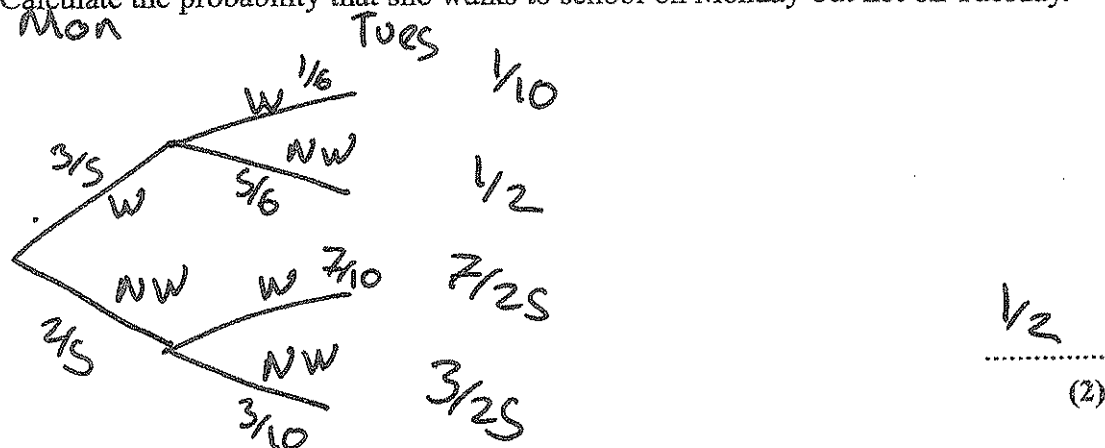 Calculate the probability that she walks to school on Monday but not on Tuesday.
Mon Tues
W 1/6 1/10
3/5 W
NW 5/6 1/2
NW 2/5
W 7/10 7/25
NW 3/10 3/25
1/2
(2)